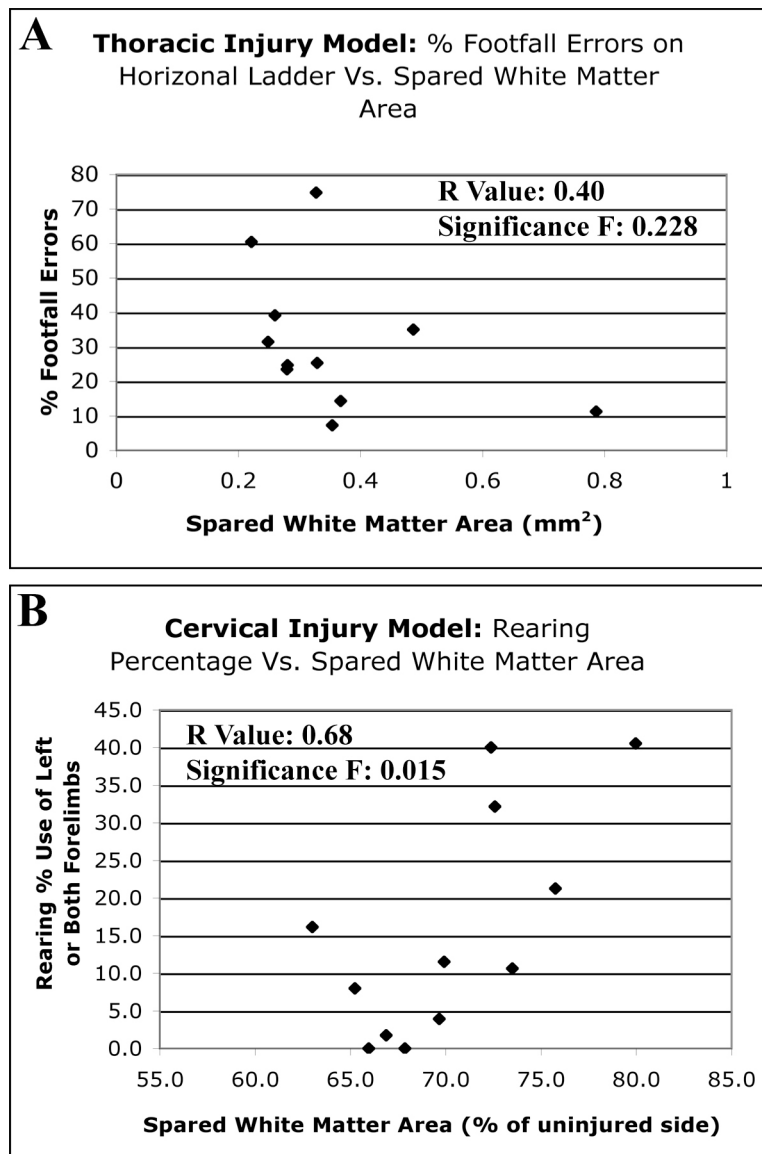 A
Thoracic Injury Model: % Footfall Errors on
Horizonal Ladder Vs. Spared White Matter
Area
R Value: 0.40
Significance F: 0.228
% Footfall Errors
80
70
60
50
40
30
20
10
0
0 0.2 0.4 0.6 0.8 1
Spared White Matter Area (mm²)
B
Cervical Injury Model: Rearing
Percentage Vs. Spared White Matter Area
R Value: 0.68
Significance F: 0.015
Rearing % Use of Left
or Both Forelimbs
45.0
40.0
35.0
30.0
25.0
20.0
15.0
10.0
5.0
0.0
55.0 60.0 65.0 70.0 75.0 80.0 85.0
Spared White Matter Area (% of uninjured side)